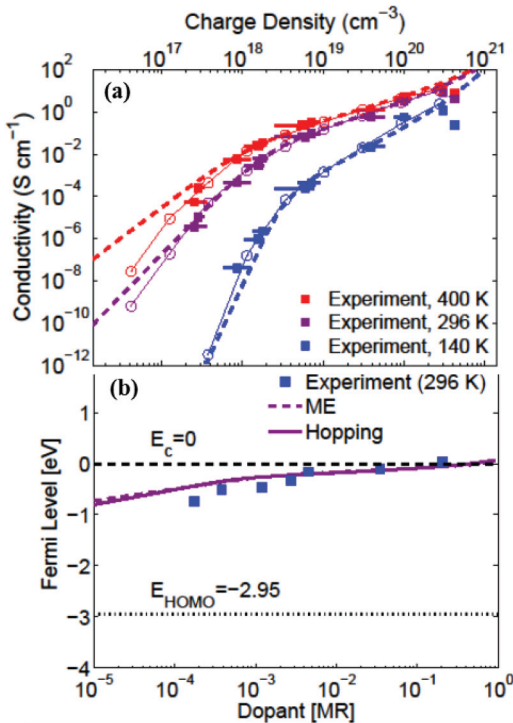 Charge Density (cm⁻³)
10¹⁷ 10¹⁸ 10¹⁹ 10²⁰ 10²¹
10²
(a)
10⁰
10⁻²
10⁻⁴
10⁻⁶
10⁻⁸
10⁻¹⁰
10⁻¹²
Conductivity (S cm⁻¹)
Experiment, 400 K
Experiment, 296 K
Experiment, 140 K
(b)
Experiment (296 K)
ME
Hopping
1
0
−1
−2
−3
−4
Fermi Level [eV]
E_c=0
E_HOMO=−2.95
10⁻⁵ 10⁻⁴ 10⁻³ 10⁻² 10⁻¹ 10⁰
Dopant [MR]